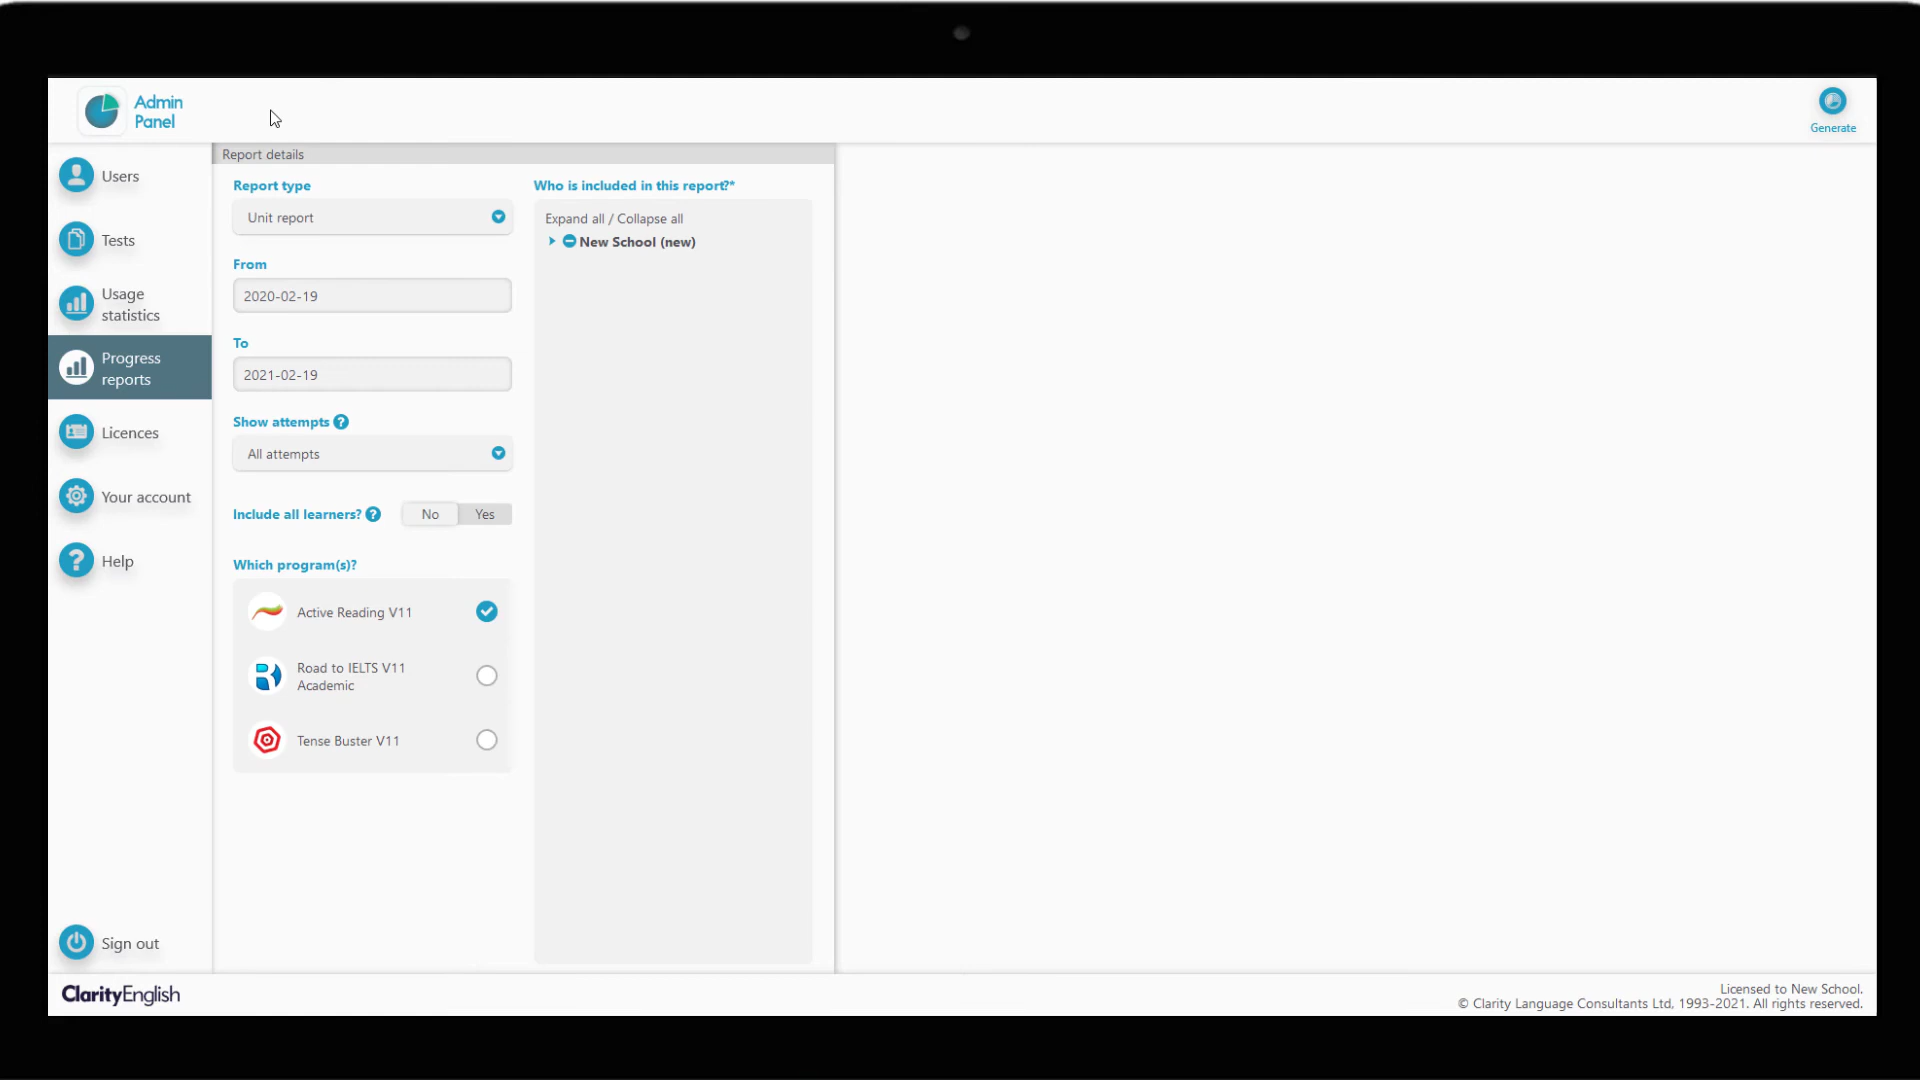 Admin
Panel
Generate
Users
Tests
Usage
statistics
Progress
reports
Licences
Your account
Help
Sign out
Report details
Report type
Unit report
From
2020-02-19
To
2021-02-19
Show attempts ?
All attempts
Include all learners? ? No Yes
Which program(s)?
Active Reading V11
Road to IELTS V11
Academic
Tense Buster V11
Who is included in this report?*
Expand all / Collapse all
New School (new)
ClarityEnglish
Licensed to New School.
© Clarity Language Consultants Ltd, 1993-2021. All rights reserved.